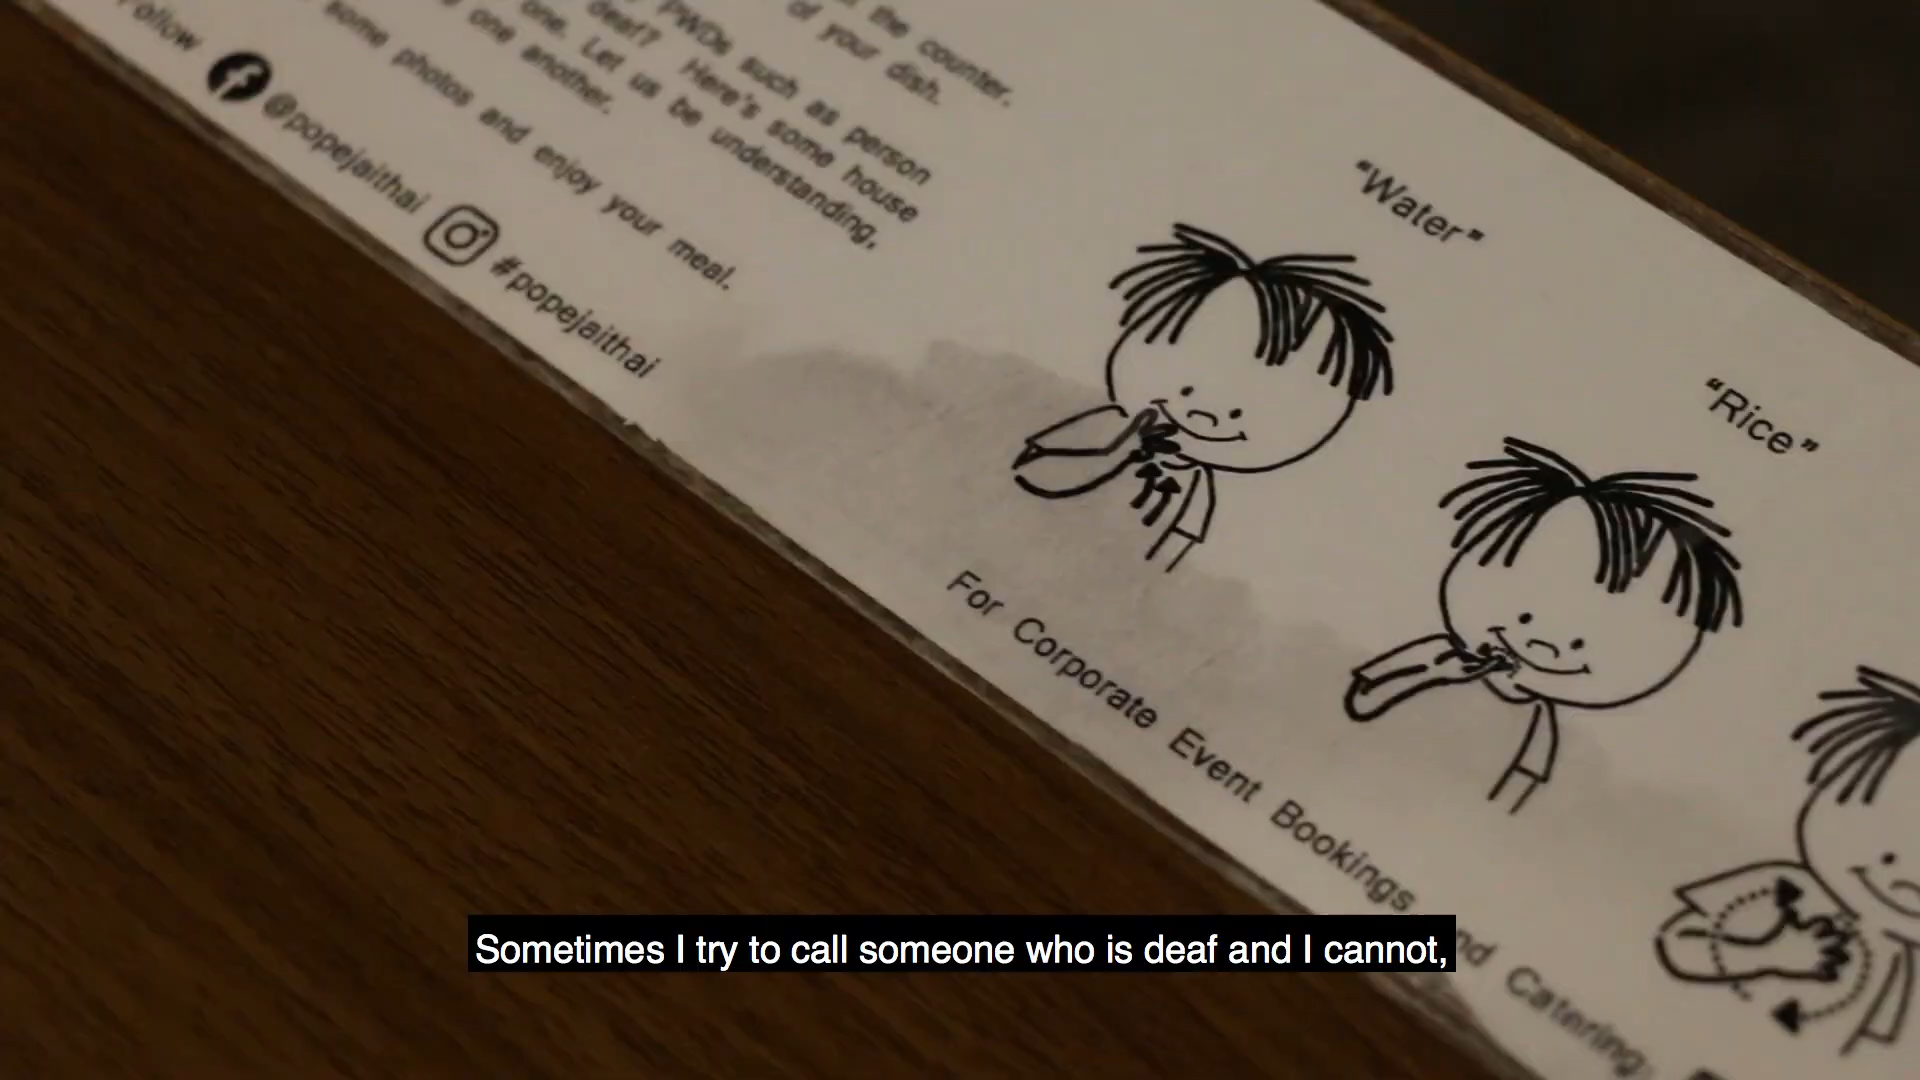 the counter.
of your dish.
PWDs such as person
deaf? Here's some house
one. Let us be understanding,
one another.
some photos and enjoy your meal.
Follow @popejaithai #popejaithai
"Water"
"Rice"
For Corporate Event Bookings nd Catering,
Sometimes I try to call someone who is deaf and I cannot,